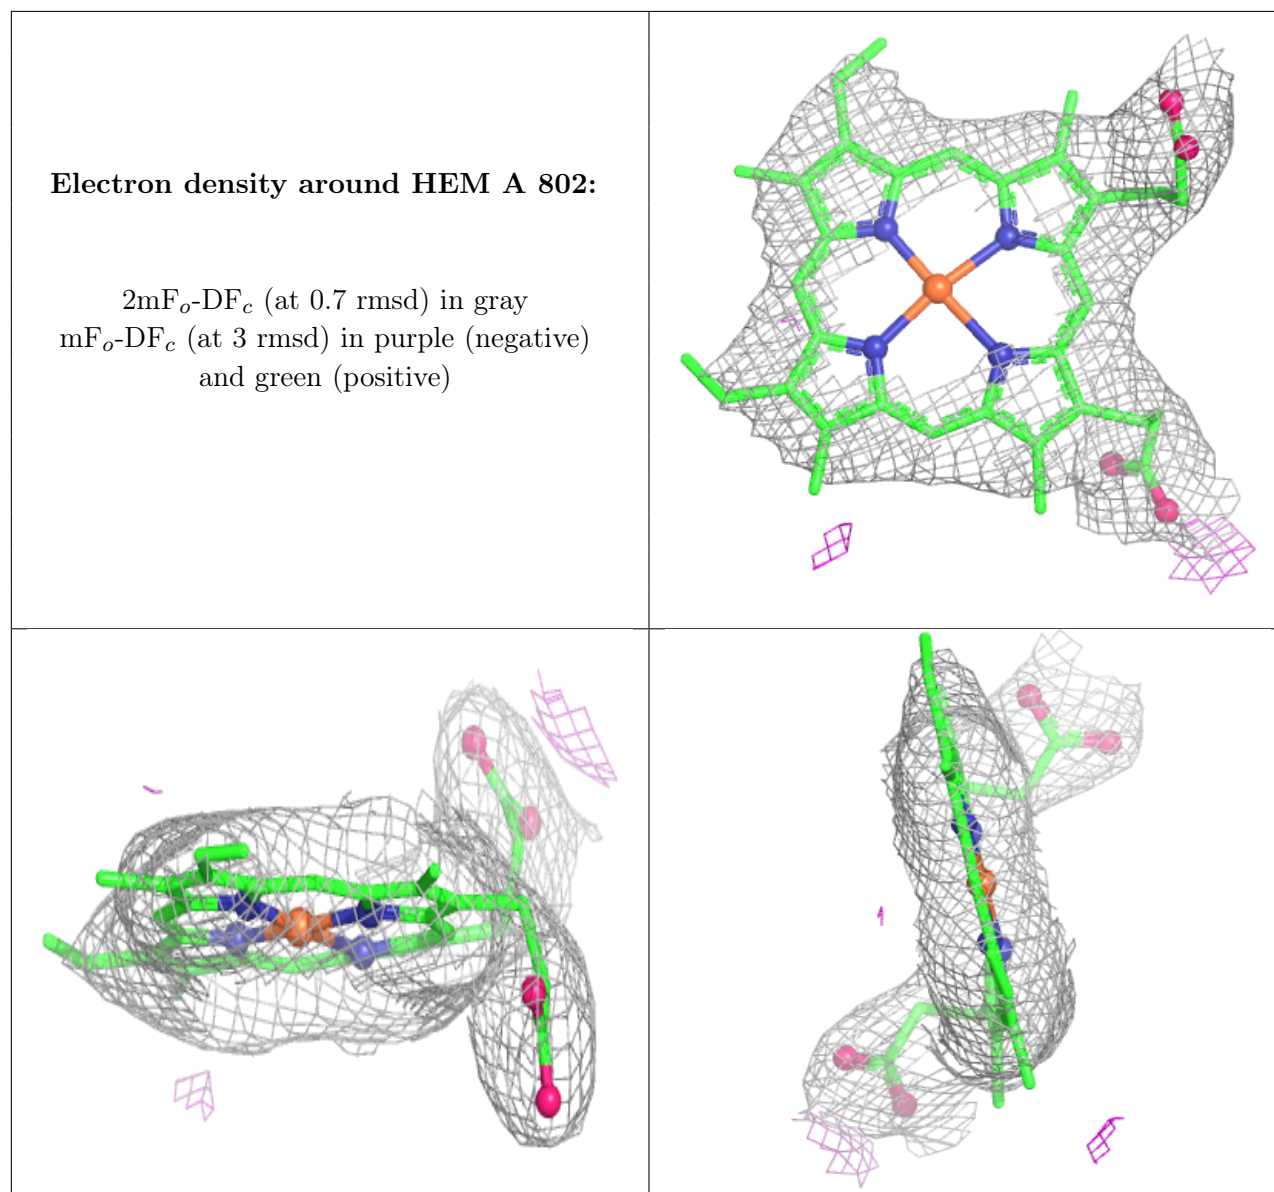 Electron density around HEM A 802:
2mFₒ-DF𝑐 (at 0.7 rmsd) in gray
mFₒ-DF𝑐 (at 3 rmsd) in purple (negative)
and green (positive)